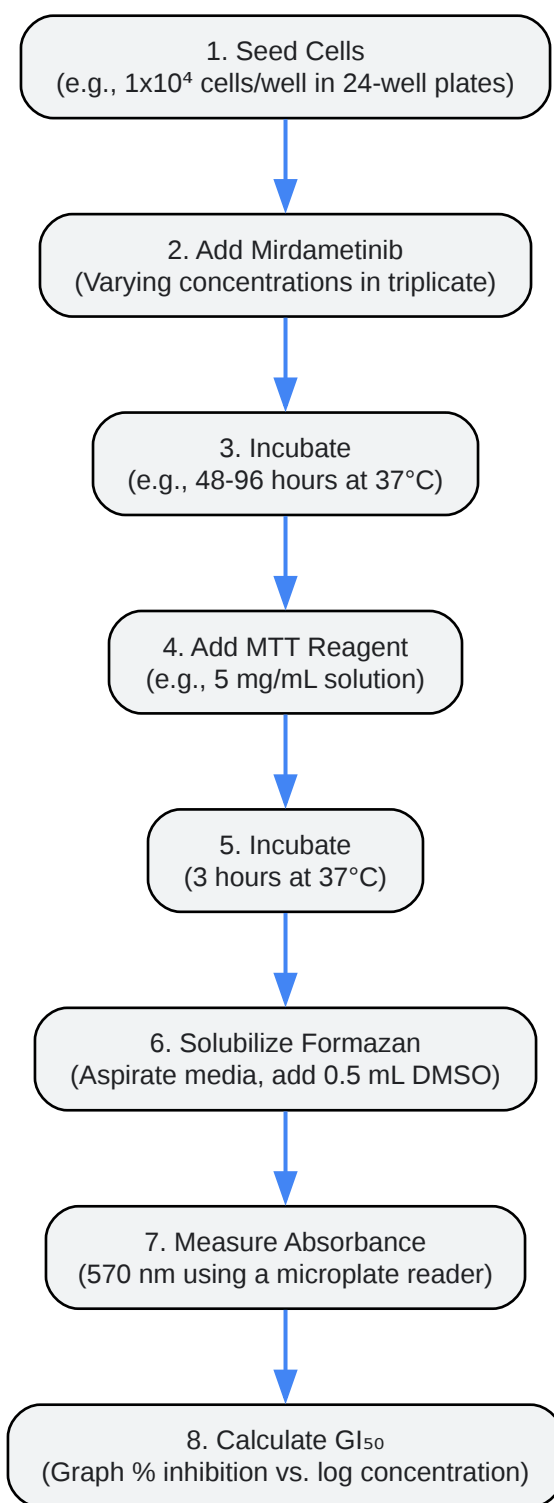 1. Seed Cells
(e.g., 1x10⁴ cells/well in 24-well plates)
2. Add Mirdametinib
(Varying concentrations in triplicate)
3. Incubate
(e.g., 48-96 hours at 37°C)
4. Add MTT Reagent
(e.g., 5 mg/mL solution)
5. Incubate
(3 hours at 37°C)
6. Solubilize Formazan
(Aspirate media, add 0.5 mL DMSO)
7. Measure Absorbance
(570 nm using a microplate reader)
8. Calculate GI₅₀
(Graph % inhibition vs. log concentration)